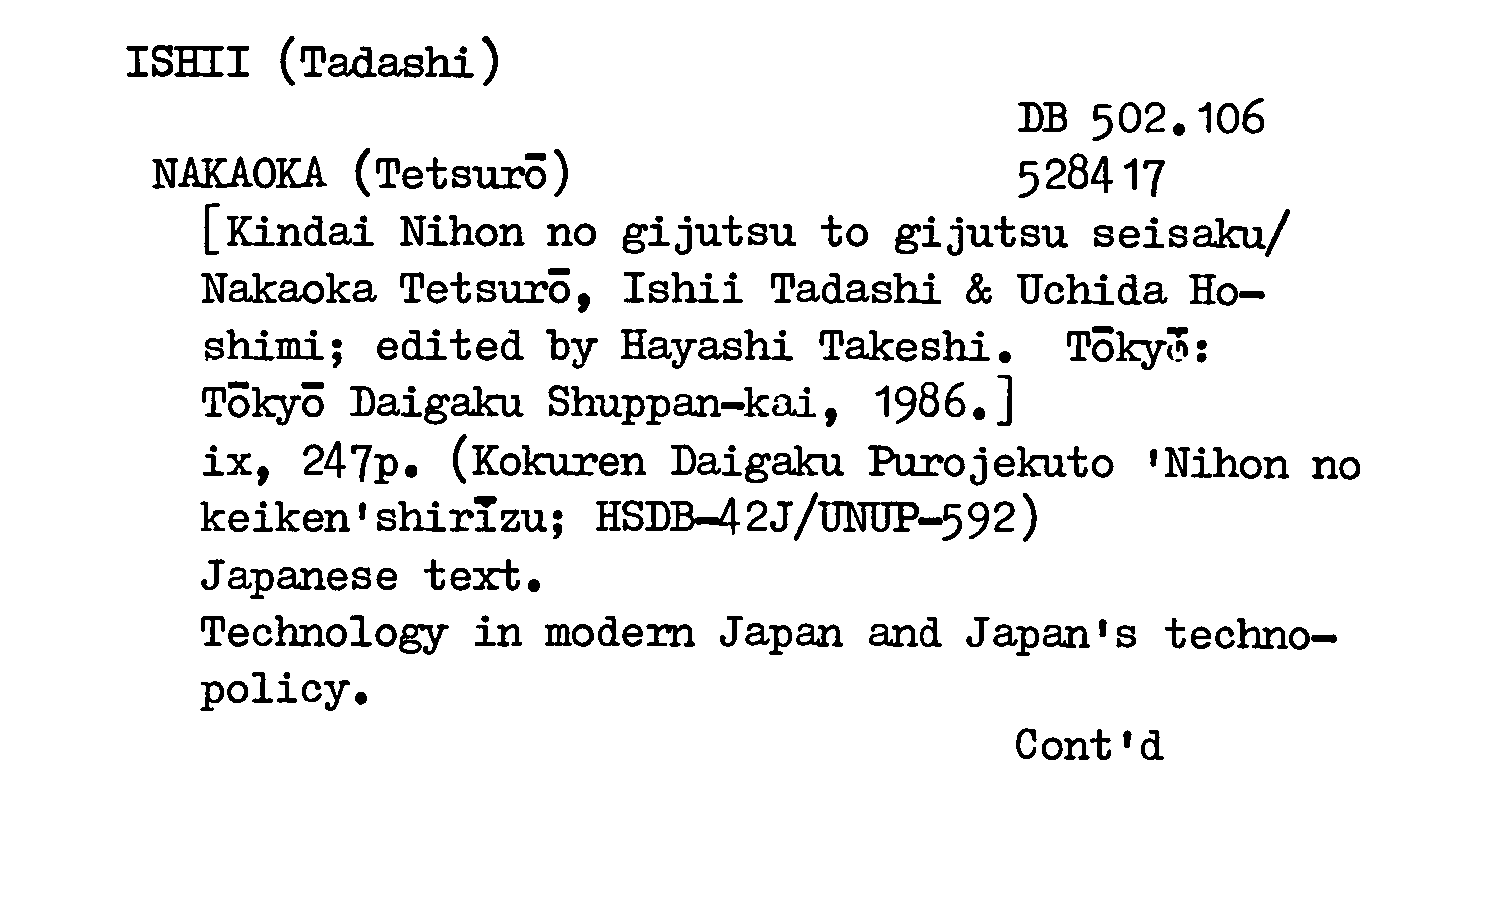 ISHII (Tadashi)
DB 502.106
NAKAOKA (Tetsurō) 528417
[Kindai Nihon no gijutsu to gijutsu seisaku/
Nakaoka Tetsurō, Ishii Tadashi & Uchida Ho-
shimi; edited by Hayashi Takeshi. Tōkyō:
Tōkyō Daigaku Shuppan-kai, 1986.]
ix, 247p. (Kokuren Daigaku Purojekuto 'Nihon no
keiken'shirīzu; HSDB-42J/UNUP-592)
Japanese text.
Technology in modern Japan and Japan's techno-
policy.
Cont'd